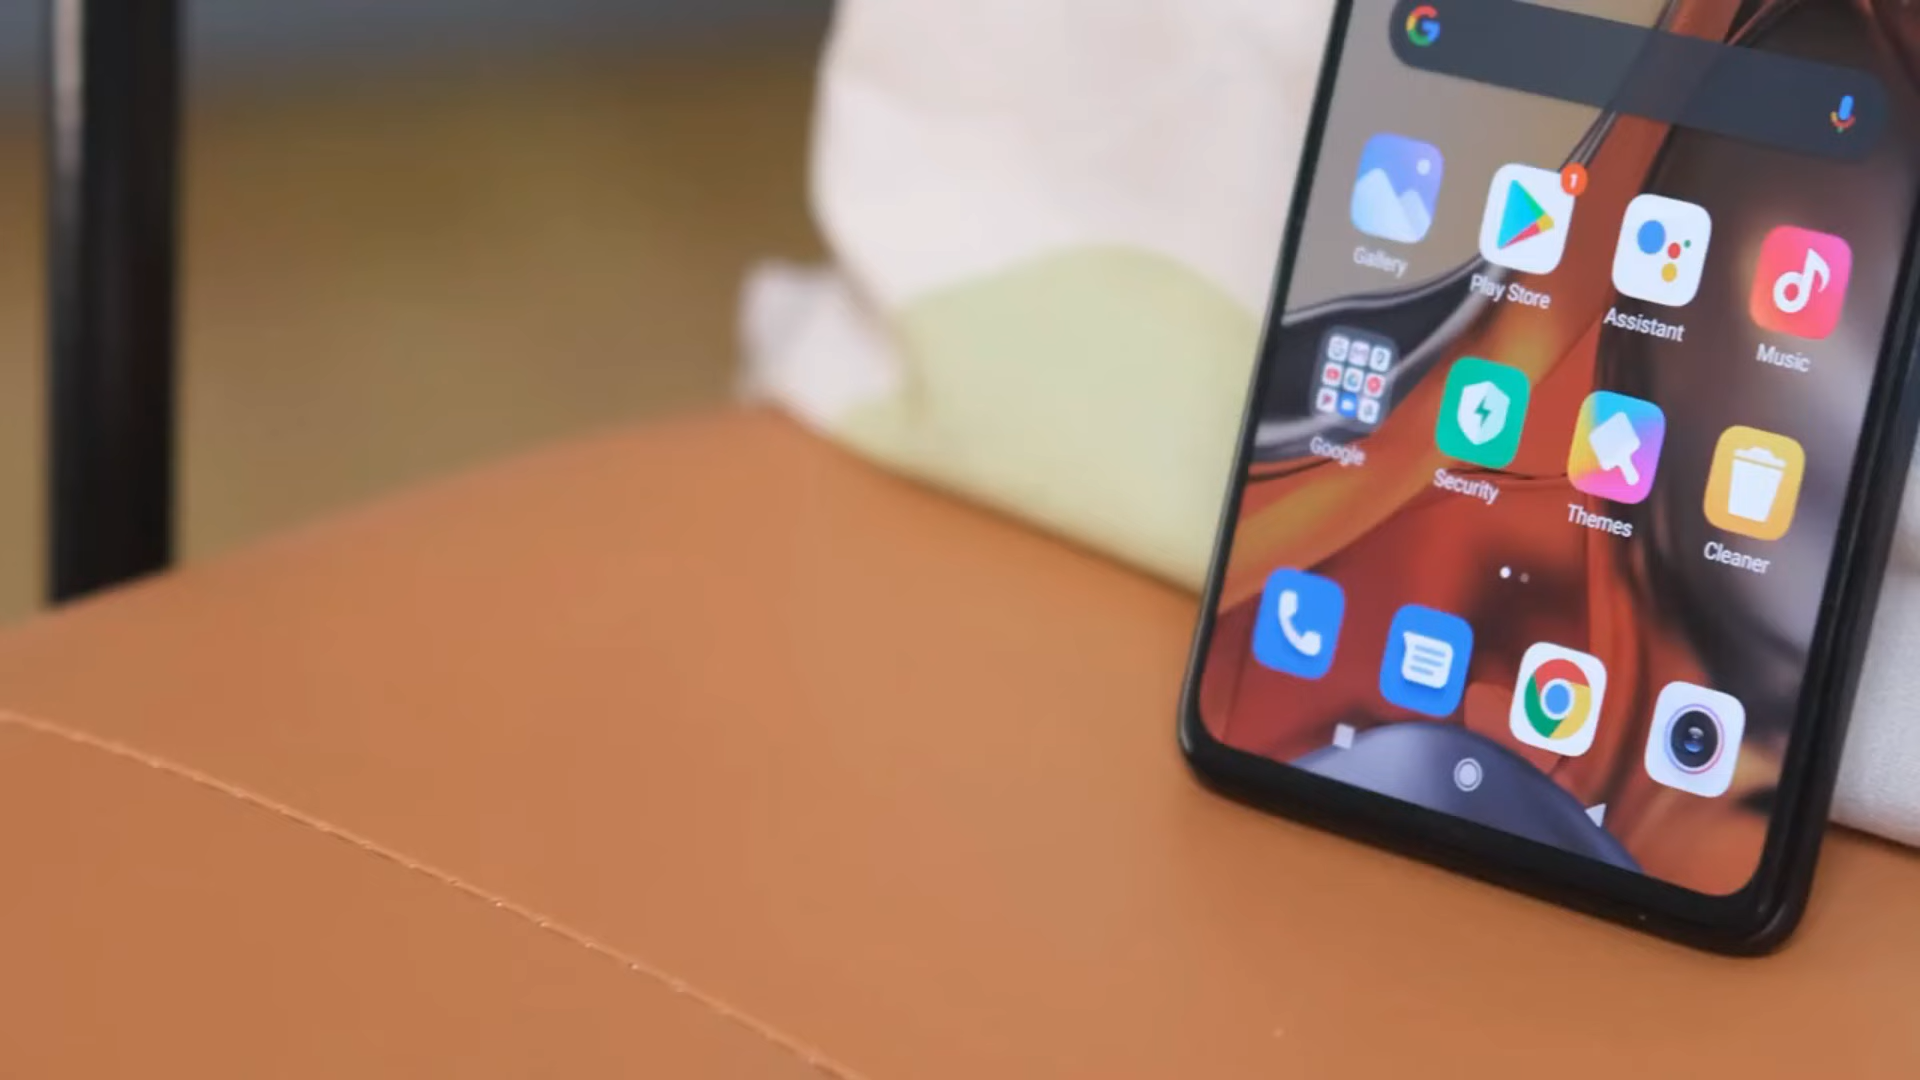 G
Gallery
1
Play Store
Assistant
Music
Google
Security
Themes
Cleaner